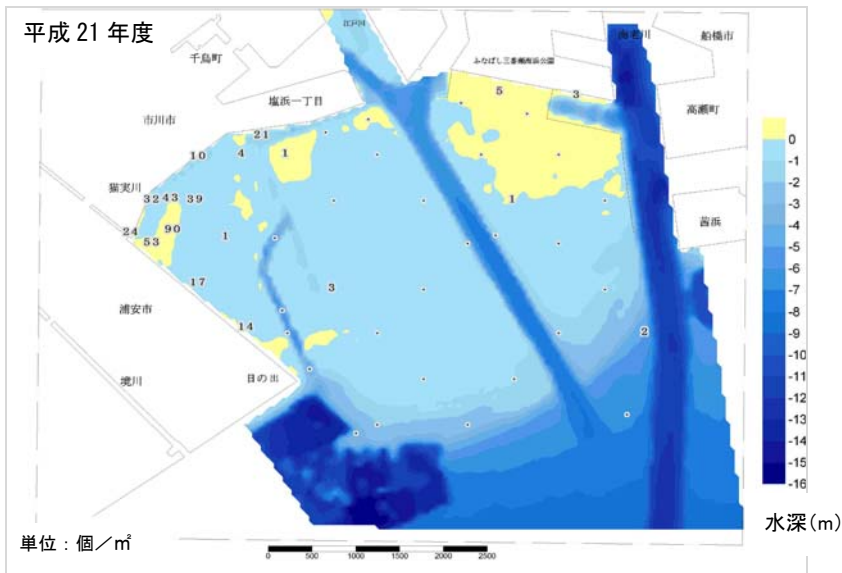 平成 21 年度
江戸川
海老川
船橋市
千鳥町
ふなばし三番瀬海浜公園
塩浜一丁目
5
3
高瀬町
市川市
21
10
4
1
0
-1
-2
-3
-4
-5
-6
-7
-8
-9
-10
-11
-12
-13
-14
-15
-16
猫実川
32 43 39
1
茜浜
24
53
90
1
17
3
浦安市
14
2
日の出
境川
水深(m)
単位：個／㎡
0 500 1000 1500 2000 2500